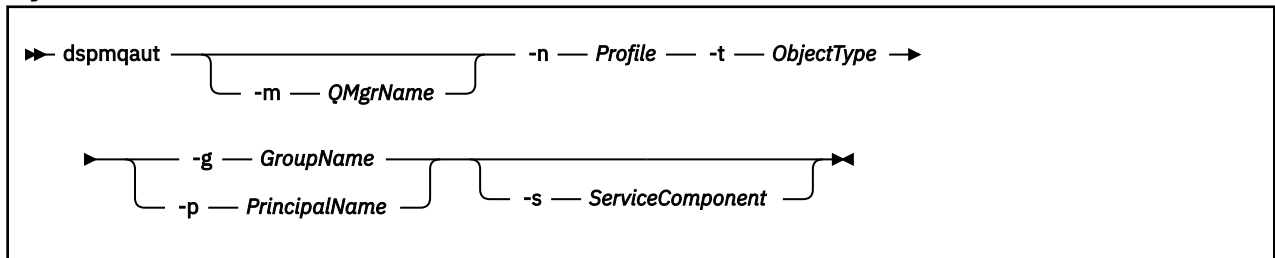 dspmqaut -n Profile -t ObjectType
-m QMgrName
-g GroupName
-p PrincipalName
-s ServiceComponent